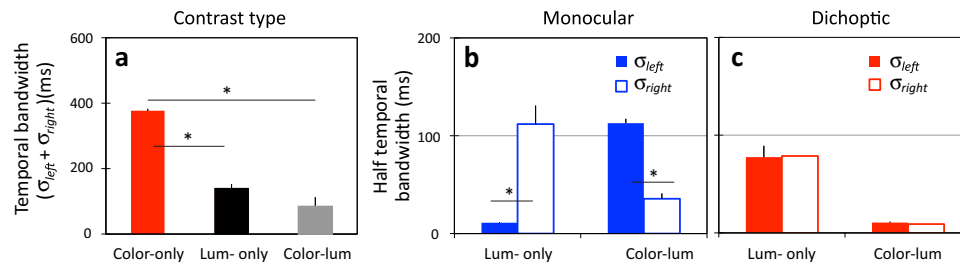 Contrast type
Monocular
Dichoptic
Temporal bandwidth
(σleft + σright)(ms)
600
400
200
0
a
*
*
Color-only
Lum- only
Color-lum
Half temporal
bandwidth (ms)
200
100
0
b
σleft
σright
*
*
Lum- only
Color-lum
c
σleft
σright
Lum- only
Color-lum